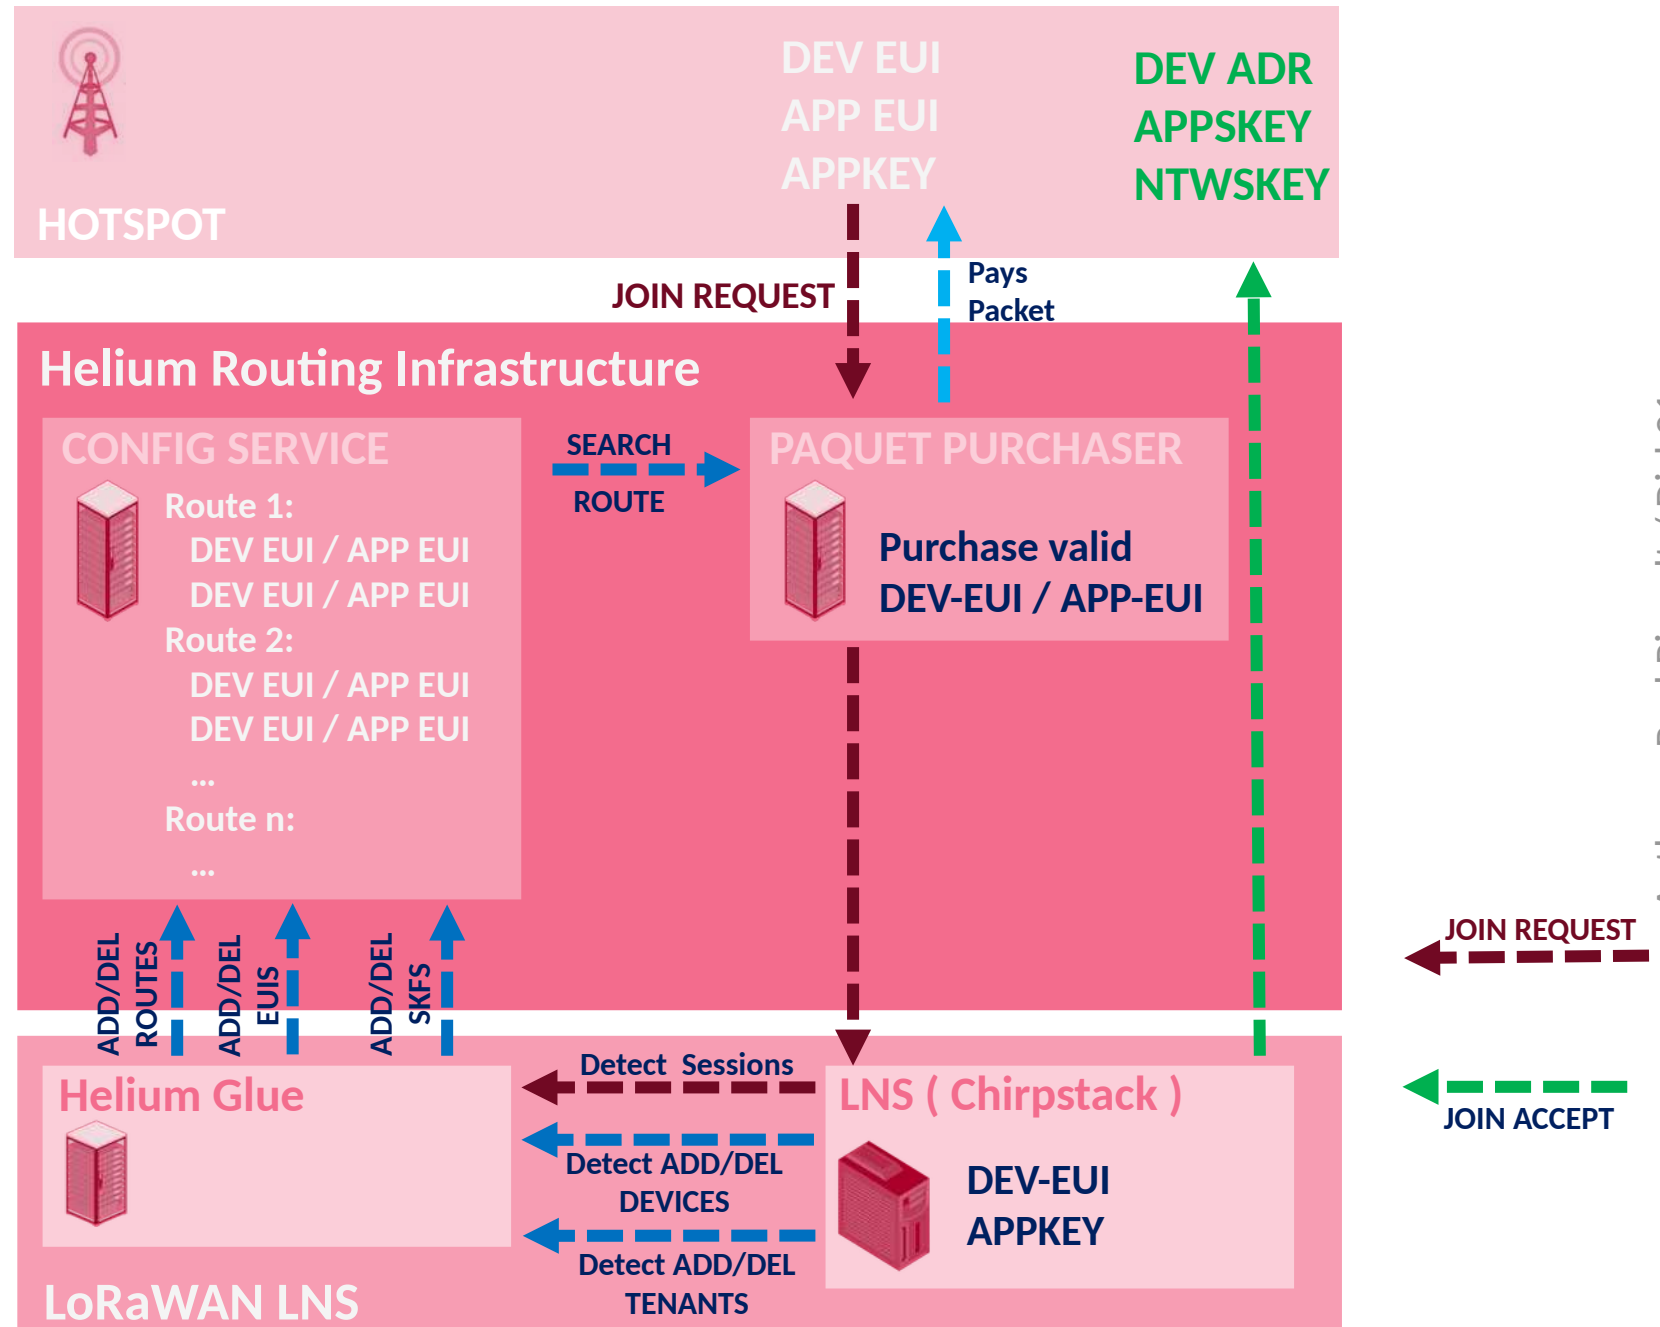 DEV EUI
APP EUI
APPKEY
DEV ADR
APPSKEY
NTWSKEY
HOTSPOT
JOIN REQUEST
Pays
Packet
Helium Routing Infrastructure
CONFIG SERVICE
Route 1:
DEV EUI / APP EUI
DEV EUI / APP EUI
Route 2:
DEV EUI / APP EUI
DEV EUI / APP EUI
...
Route n:
...
SEARCH
ROUTE
PAQUET PURCHASER
Purchase valid
DEV-EUI / APP-EUI
ADD/DEL
ROUTES
ADD/DEL
EUIS
ADD/DEL
SKFS
JOIN REQUEST
JOIN ACCEPT
Helium Glue
Detect Sessions
Detect ADD/DEL
DEVICES
Detect ADD/DEL
TENANTS
LNS ( Chirpstack )
DEV-EUI
APPKEY
LoRaWAN LNS